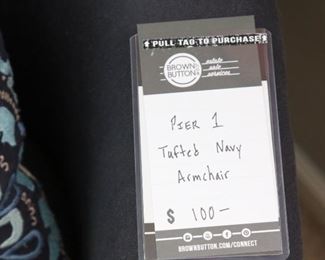 PULL TAG TO PURCHASE
BROWN
BUTTON
estate
sale
services
PIER 1
Tufted Navy
Armchair
$ 100-
BROWNBUTTON.COM/CONNECT